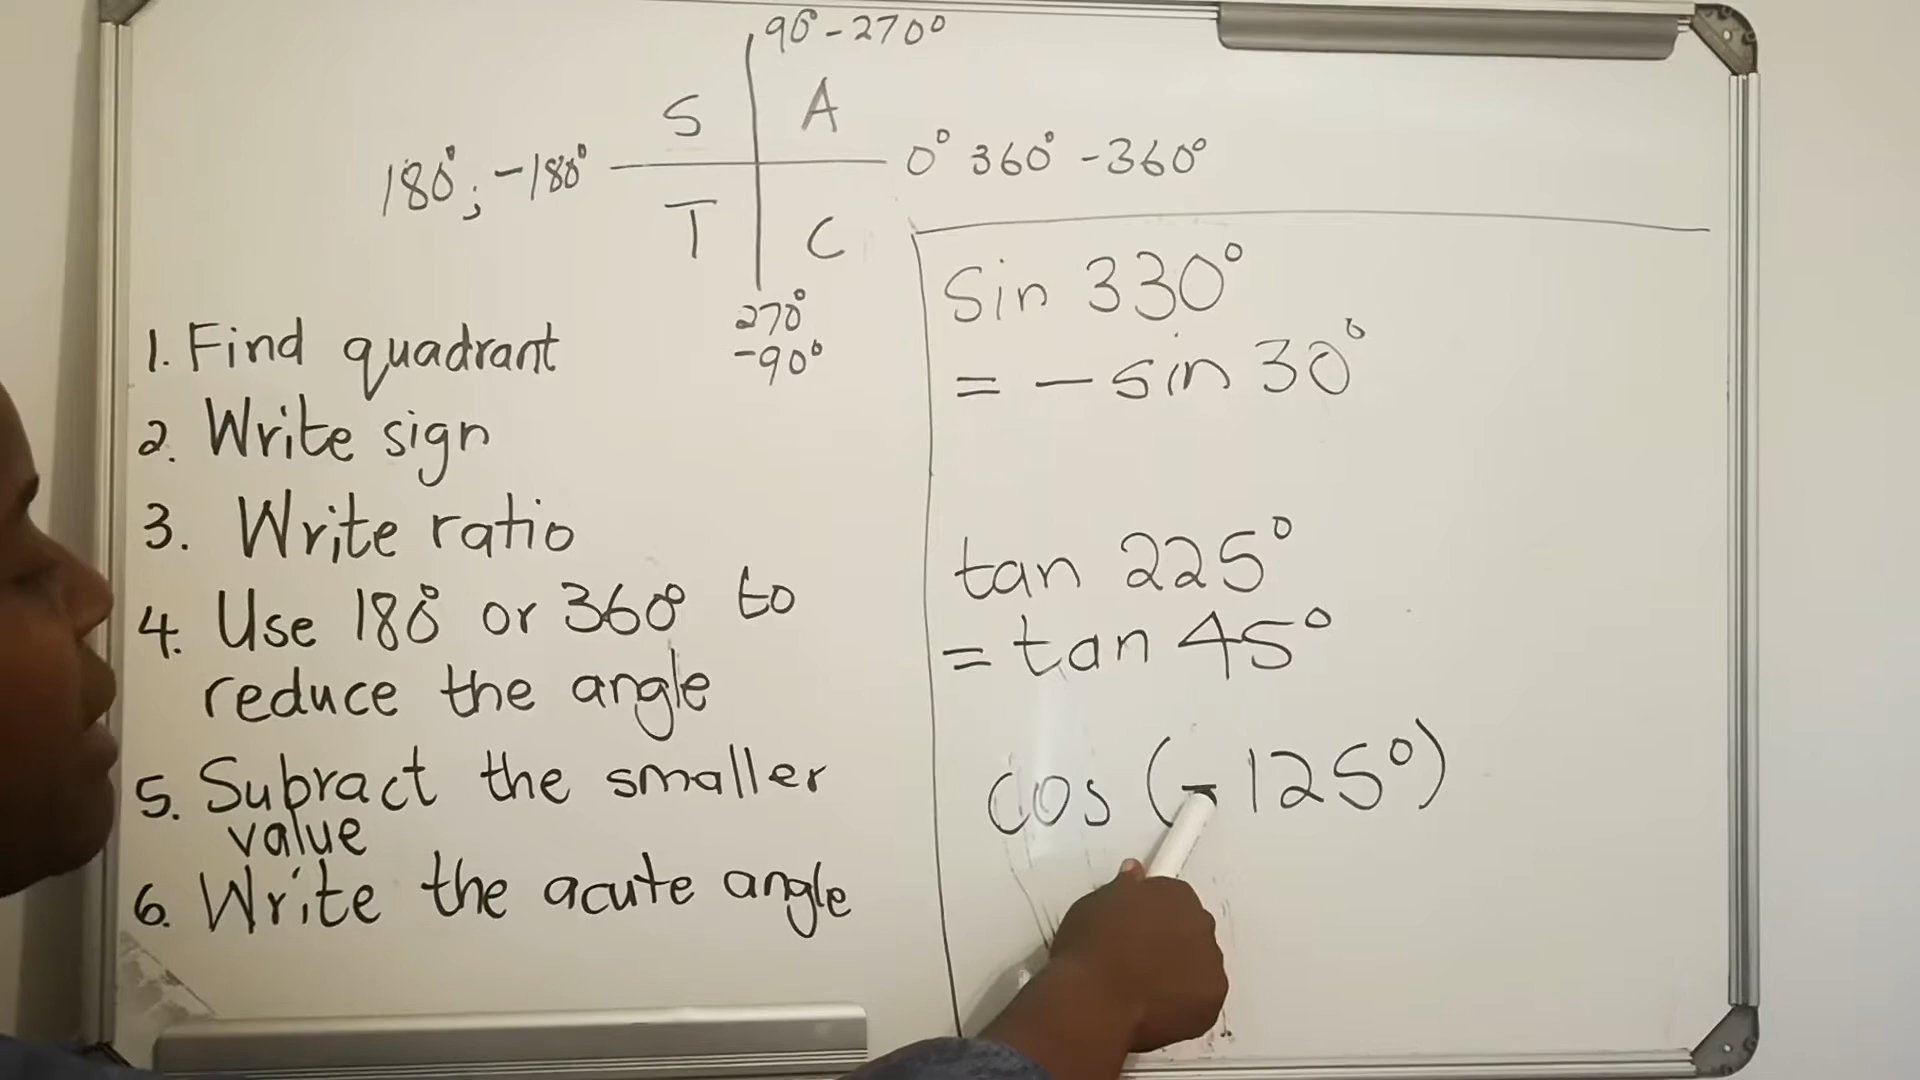 90° - 270°
S A
180° ; -180°
0° 360° -360°
T C
270°
-90°
1. Find quadrant
2. Write sign
3. Write ratio
4. Use 180° or 360° to
reduce the angle
5. Subract the smaller
value
6. Write the acute angle
Sin 330°
= - sin 30°
tan 225°
= tan 45°
cos (-125°)